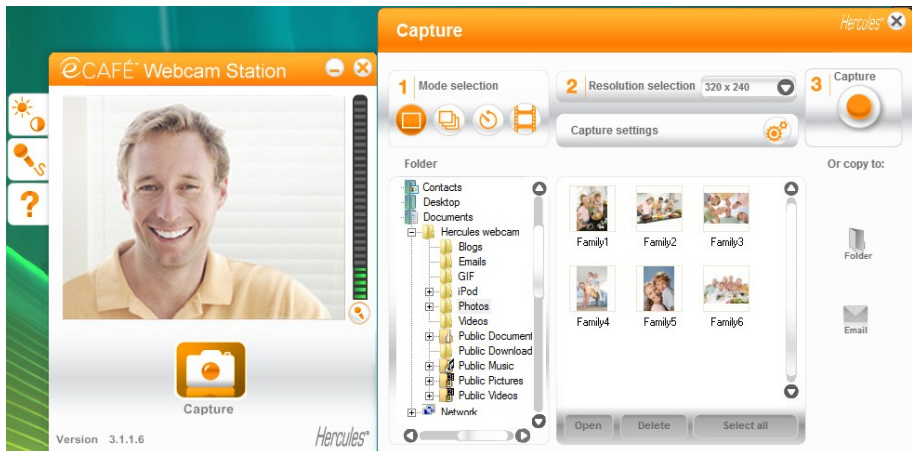 Capture
Hercules®
eCAFÉ™ Webcam Station
1 Mode selection
2 Resolution selection 320 x 240
3 Capture
Capture settings
?
Folder
Or copy to:
Contacts
Desktop
Documents
Hercules webcam
Blogs
Emails
GIF
iPod
Photos
Videos
Public Document
Public Download
Public Music
Public Pictures
Public Videos
Network
Family1 Family2 Family3
Family4 Family5 Family6
Folder
Email
Open Delete Select all
Capture
Version 3.1.1.6
Hercules®